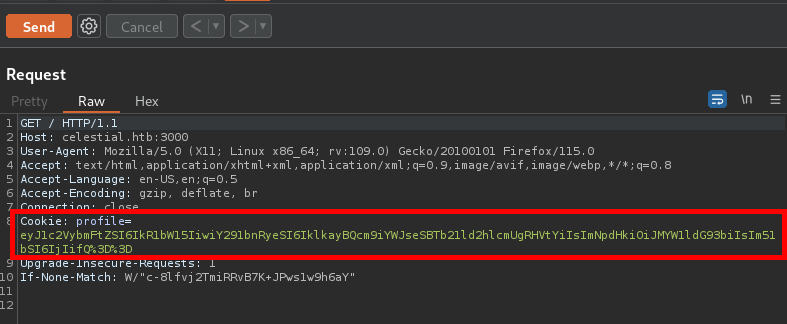 Send Cancel < >
Request
Pretty Raw Hex \n
1 GET / HTTP/1.1
2 Host: celestial.htb:3000
3 User-Agent: Mozilla/5.0 (X11; Linux x86_64; rv:109.0) Gecko/20100101 Firefox/115.0
4 Accept: text/html,application/xhtml+xml,application/xml;q=0.9,image/avif,image/webp,*/*;q=0.8
5 Accept-Language: en-US,en;q=0.5
6 Accept-Encoding: gzip, deflate, br
7 Connection: close
8 Cookie: profile=
eyJ1c2VybmFtZSI6IkR1bW15IiwiY291bnRyeSI6IklkayBQcm9iYWJseSBTb21ld2hlcmUgRHVtYiIsImNpdHkiOiJMYW1ldG93biIsIm51
bSI6IjIifQ%3D%3D
9 Upgrade-Insecure-Requests: 1
10 If-None-Match: W/"c-8lfvj2TmiRRvB7K+JPws1w9h6aY"
11
12